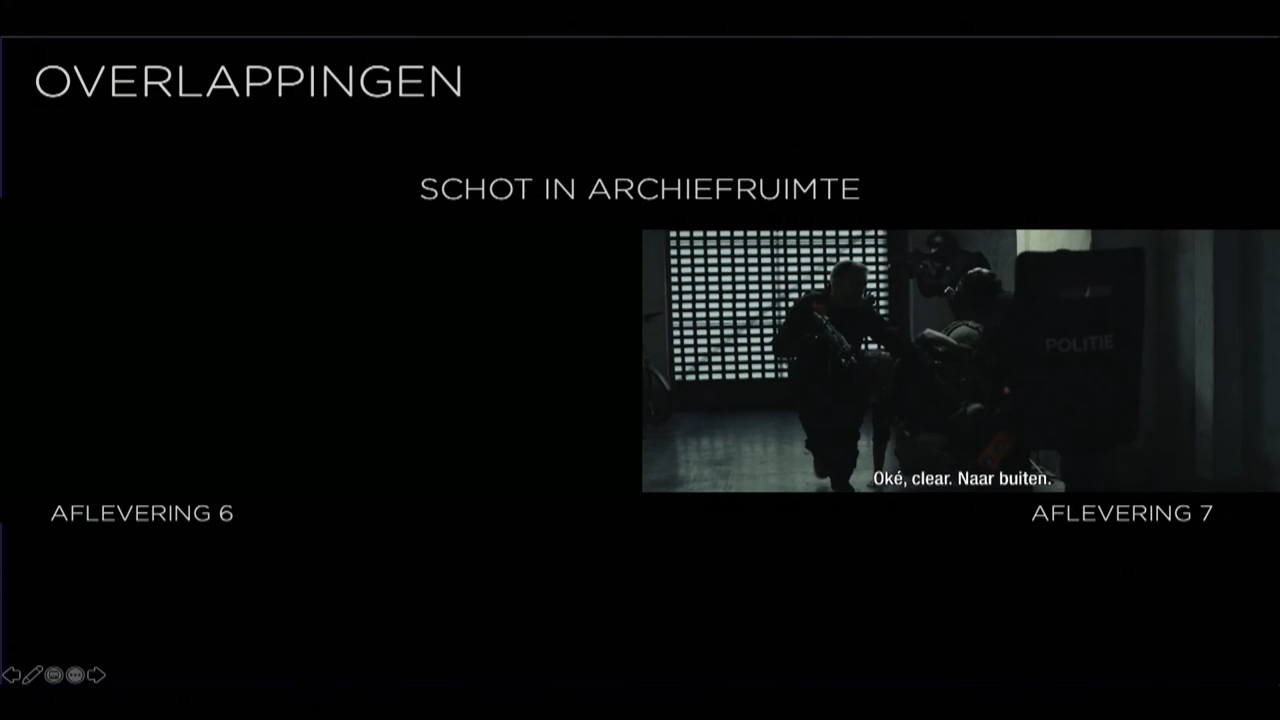 OVERLAPPINGEN
SCHOT IN ARCHIEFRUIMTE
POLITIE
Oké, clear. Naar buiten.
AFLEVERING 6
AFLEVERING 7